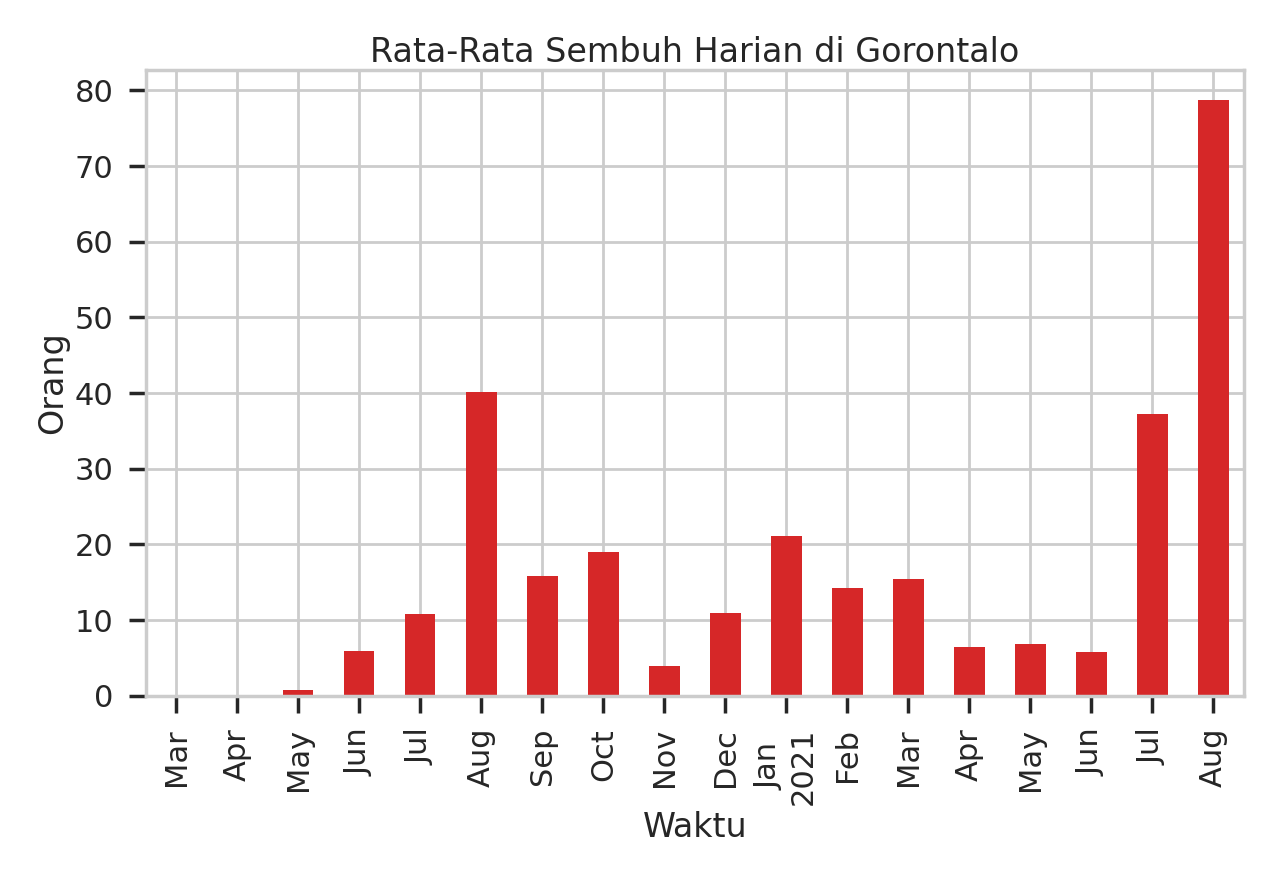 Rata-Rata Sembuh Harian di Gorontalo
80
70
60
50
40
30
20
10
0
Orang
Mar
Apr
May
Jun
Jul
Aug
Sep
Oct
Nov
Dec
Jan
2021
Feb
Mar
Apr
May
Jun
Jul
Aug
Waktu